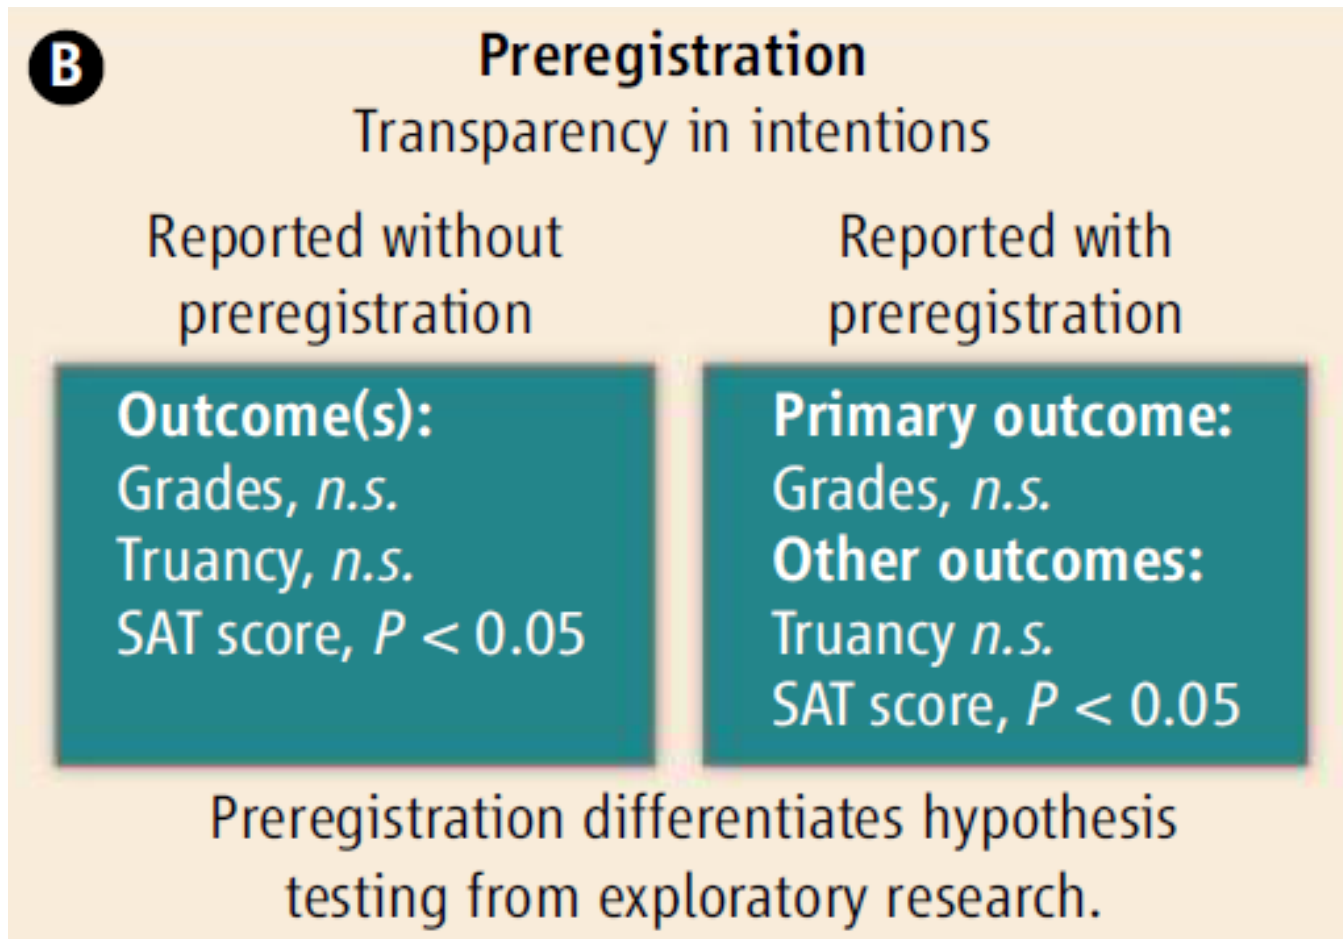 B
Preregistration
Transparency in intentions
Reported without
preregistration
Outcome(s):
Grades, n.s.
Truancy, n.s.
SAT score, P < 0.05
Reported with
preregistration
Primary outcome:
Grades, n.s.
Other outcomes:
Truancy n.s.
SAT score, P < 0.05
Preregistration differentiates hypothesis
testing from exploratory research.